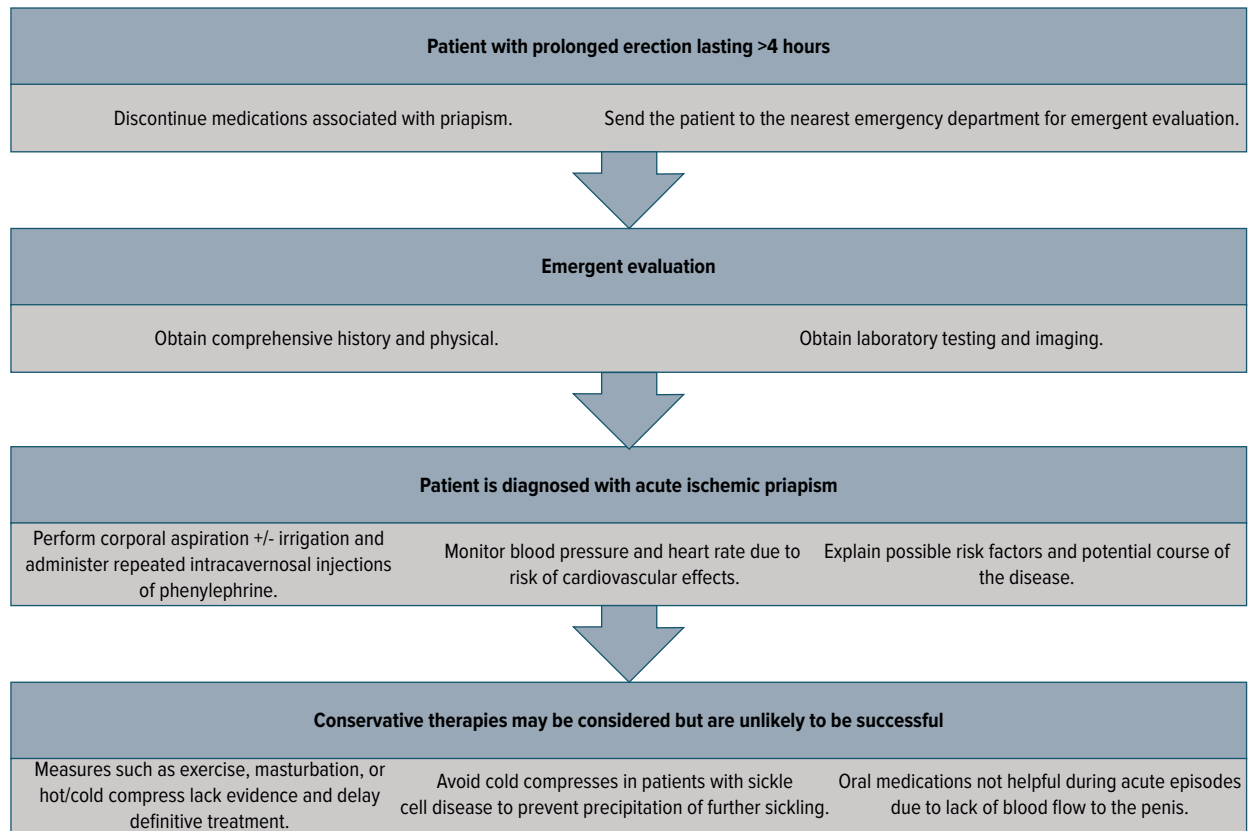 Patient with prolonged erection lasting >4 hours
Discontinue medications associated with priapism.
Send the patient to the nearest emergency department for emergent evaluation.
Emergent evaluation
Obtain comprehensive history and physical.
Obtain laboratory testing and imaging.
Patient is diagnosed with acute ischemic priapism
Perform corporal aspiration +/- irrigation and
administer repeated intracavernosal injections
of phenylephrine.
Monitor blood pressure and heart rate due to
risk of cardiovascular effects.
Explain possible risk factors and potential course of
the disease.
Conservative therapies may be considered but are unlikely to be successful
Measures such as exercise, masturbation, or
hot/cold compress lack evidence and delay
definitive treatment.
Avoid cold compresses in patients with sickle
cell disease to prevent precipitation of further sickling.
Oral medications not helpful during acute episodes
due to lack of blood flow to the penis.